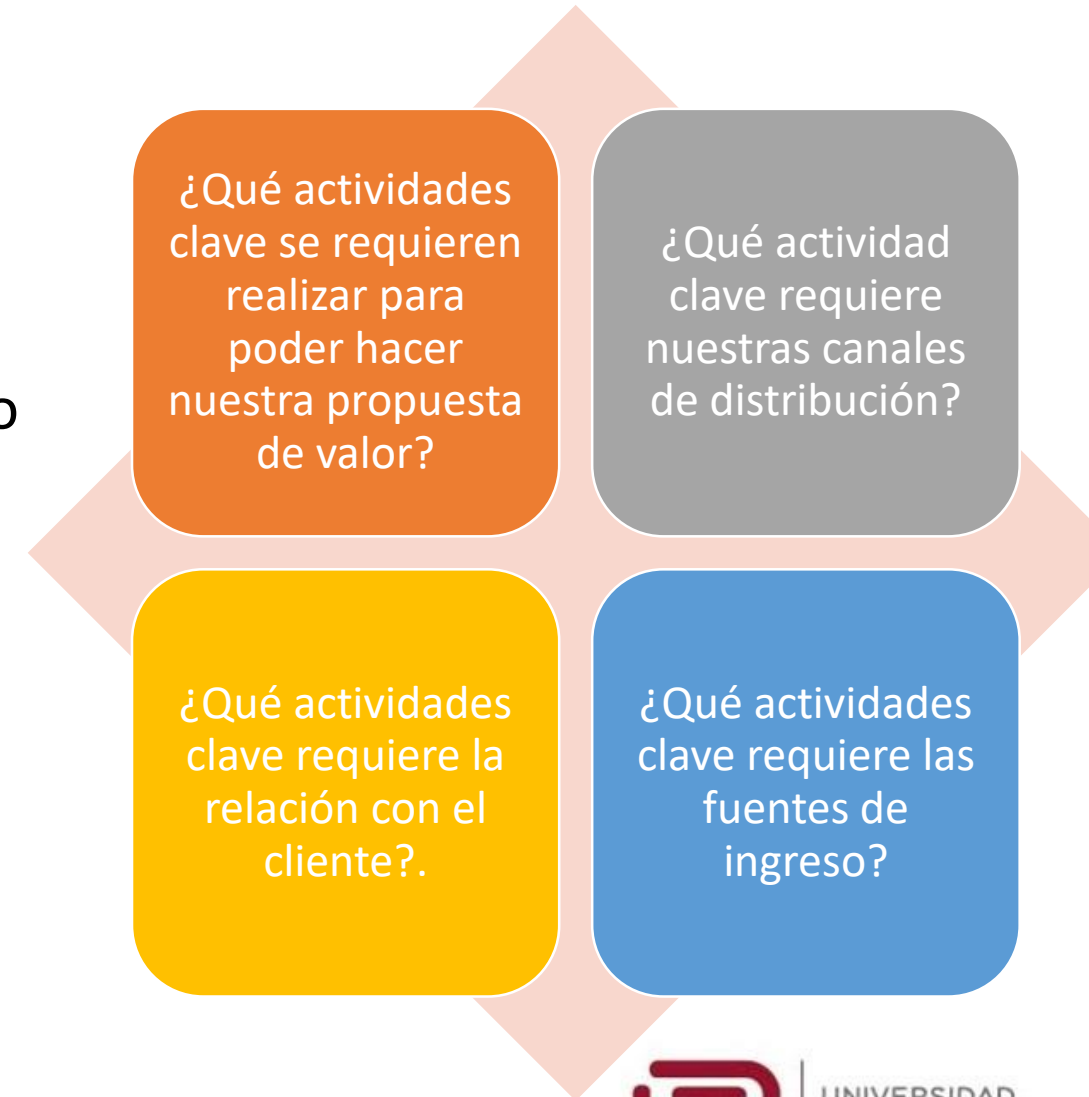 ¿Qué actividades
clave se requieren
realizar para
poder hacer
nuestra propuesta
de valor?
¿Qué actividad
clave requiere
nuestras canales
de distribución?
o
¿Qué actividades
clave requiere la
relación con el
cliente?.
¿Qué actividades
clave requiere las
fuentes de
ingreso?
UNIVERSIDAD